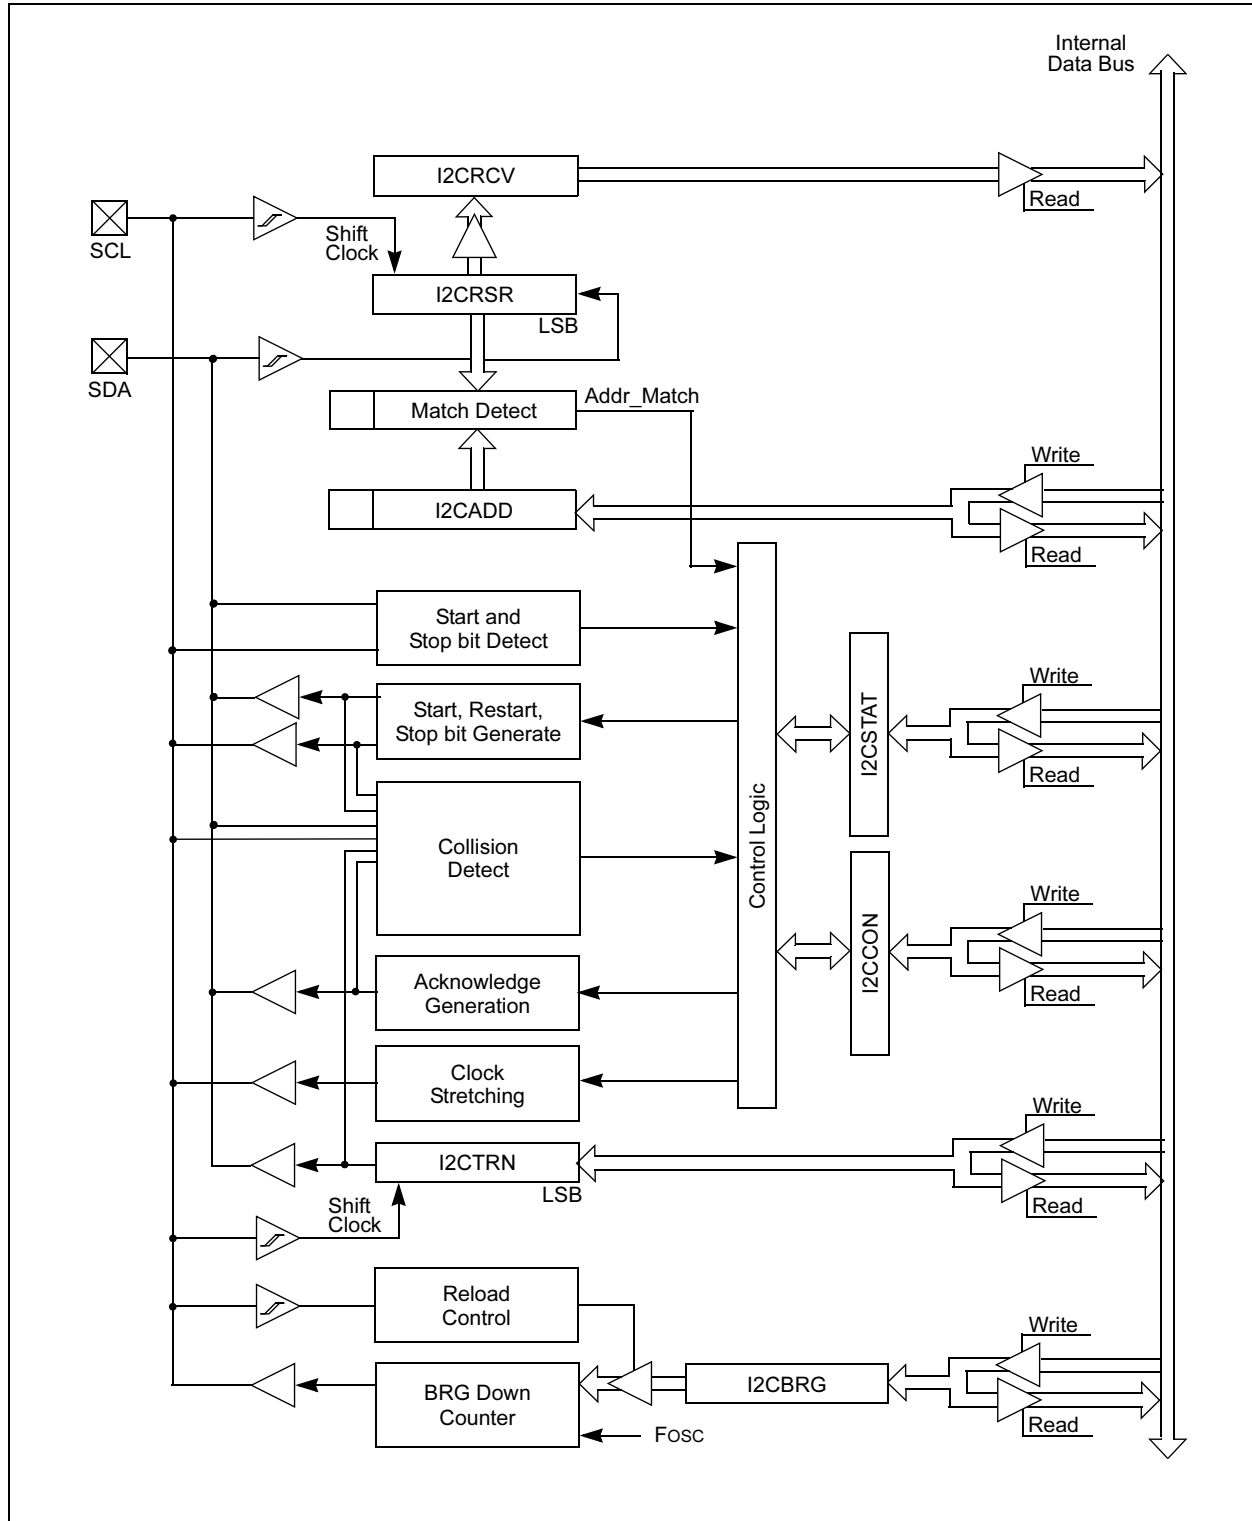 Internal
Data Bus
I2CRCV
Read
SCL
Shift
Clock
I2CRSR
LSB
SDA
Match Detect
Addr_Match
Write
I2CADD
Read
Start and
Stop bit Detect
Write
Start, Restart,
Stop bit Generate
I2CSTAT
Read
Control Logic
Collision
Detect
Write
I2CCON
Acknowledge
Generation
Read
Clock
Stretching
Write
I2CTRN
LSB
Read
Shift
Clock
Reload
Control
Write
I2CBRG
BRG Down
Counter
Read
FOSC